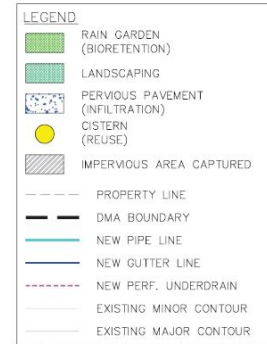 LEGEND
RAIN GARDEN
(BIORETENTION)
LANDSCAPING
PERVIOUS PAVEMENT
(INFILTRATION)
CISTERN
(REUSE)
IMPERVIOUS AREA CAPTURED
PROPERTY LINE
DMA BOUNDARY
NEW PIPE LINE
NEW GUTTER LINE
NEW PERF. UNDERDRAIN
EXISTING MINOR CONTOUR
EXISTING MAJOR CONTOUR